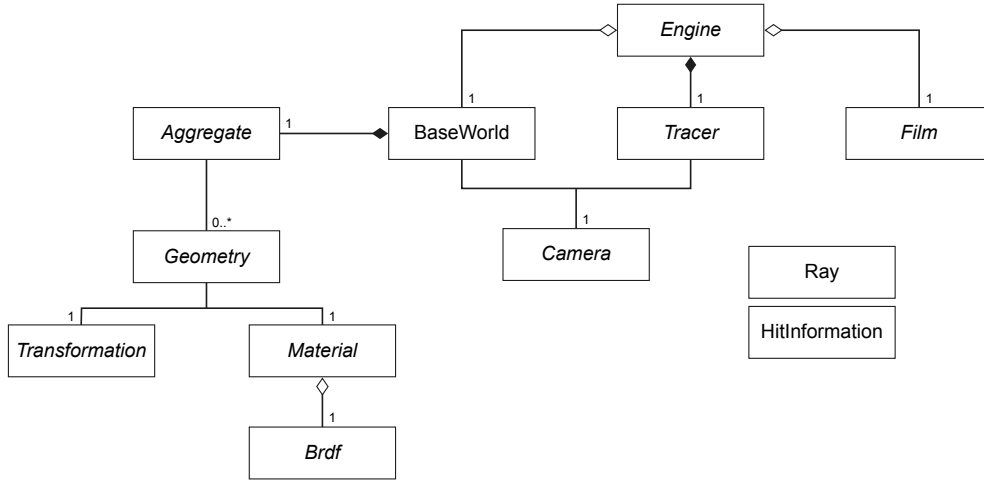 Engine
1
1
1
1
Aggregate
BaseWorld
Tracer
Film
0..*
1
Geometry
Camera
Ray
1
1
HitInformation
Transformation
Material
1
Brdf